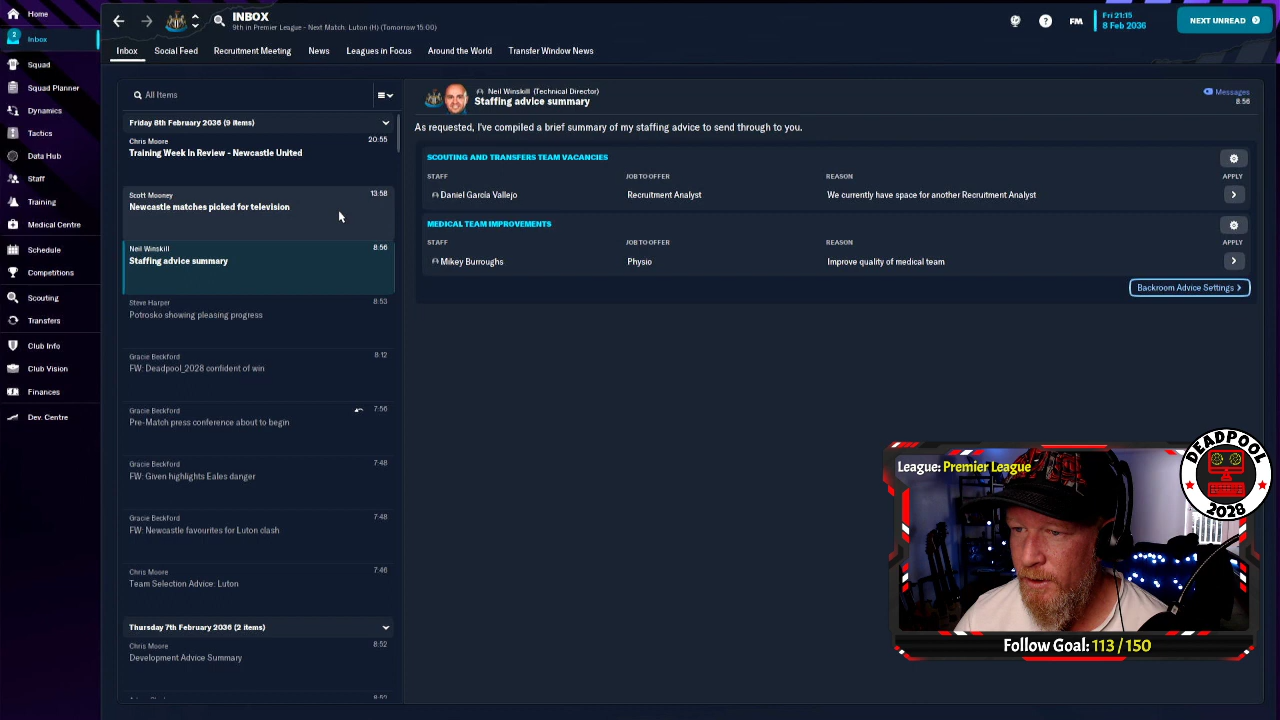 Home
2
Inbox
Squad
Squad Planner
Dynamics
Tactics
Data Hub
Staff
Training
Medical Centre
Schedule
Competitions
Scouting
Transfers
Club Info
Club Vision
Finances
Dev. Centre
INBOX
9th in Premier League - Next Match: Luton (H) (Tomorrow 15:00)
FM
Fri 21:15
8 Feb 2036
NEXT UNREAD
Inbox
Social Feed
Recruitment Meeting
News
Leagues in Focus
Around the World
Transfer Window News
All Items
Friday 8th February 2036 (9 items)
Chris Moore 20:55
Training Week In Review - Newcastle United
Scott Mooney 13:58
Newcastle matches picked for television
Neil Winskill 8:56
Staffing advice summary
Steve Harper 8:53
Potrosko showing pleasing progress
Gracie Beckford 8:12
FW: Deadpool_2028 confident of win
Gracie Beckford 7:56
Pre-Match press conference about to begin
Gracie Beckford 7:48
FW: Given highlights Eales danger
Gracie Beckford 7:48
FW: Newcastle favourites for Luton clash
Chris Moore 7:46
Team Selection Advice: Luton
Thursday 7th February 2036 (2 items)
Chris Moore 8:52
Development Advice Summary
Neil Winskill (Technical Director)
Staffing advice summary
Messages
8:56
As requested, I've compiled a brief summary of my staffing advice to send through to you.
SCOUTING AND TRANSFERS TEAM VACANCIES
STAFF JOB TO OFFER REASON APPLY
Daniel García Vallejo Recruitment Analyst We currently have space for another Recruitment Analyst
MEDICAL TEAM IMPROVEMENTS
STAFF JOB TO OFFER REASON APPLY
Mikey Burroughs Physio Improve quality of medical team
Backroom Advice Settings
League: Premier League
DEADPOOL
2028
Follow Goal: 113 / 150